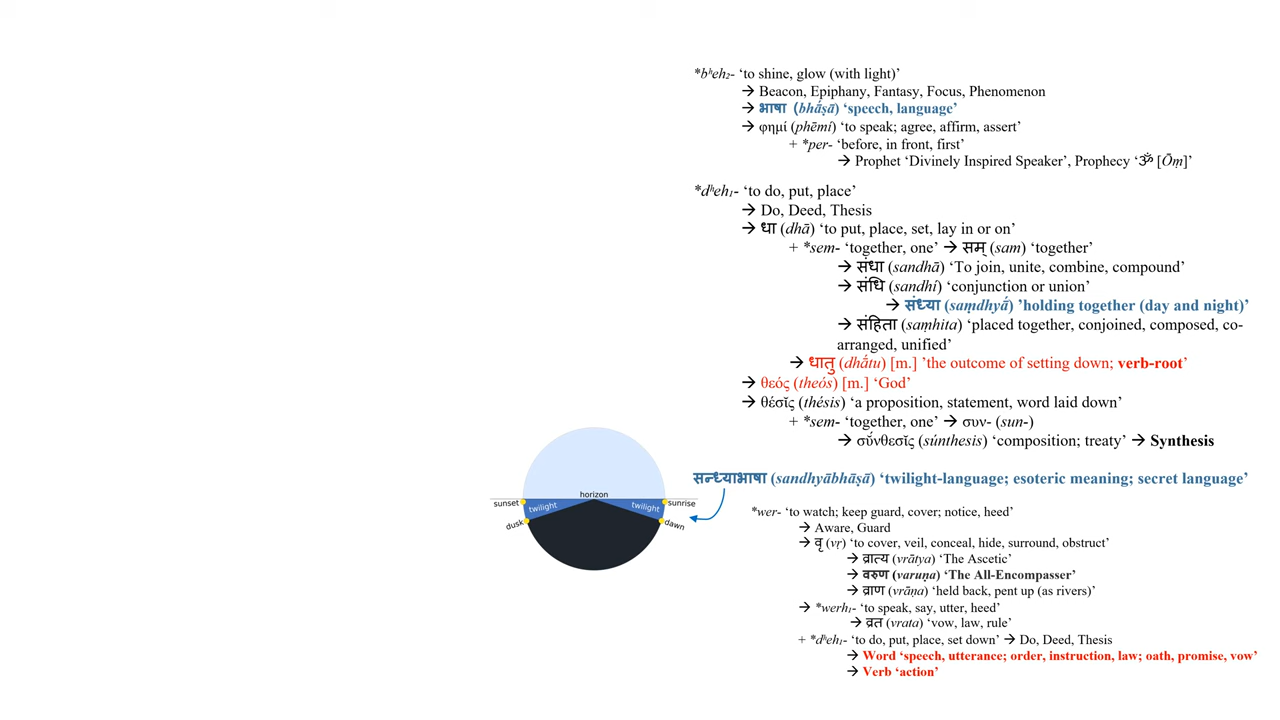 *bʰeh₂- ‘to shine, glow (with light)’
→ Beacon, Epiphany, Fantasy, Focus, Phenomenon
→ भाषा (bhā́ṣā) ‘speech, language’
→ φημί (phēmí) ‘to speak; agree, affirm, assert’
+ *per- ‘before, in front, first’
→ Prophet ‘Divinely Inspired Speaker’, Prophecy ‘ॐ [Ōṃ]’
*dʰeh₁- ‘to do, put, place’
→ Do, Deed, Thesis
→ धा (dhā) ‘to put, place, set, lay in or on’
+ *sem- ‘together, one’ → सम् (sam) ‘together’
→ संधा (sandhā) ‘To join, unite, combine, compound’
→ संधि (sandhí) ‘conjunction or union’
→ संध्या (saṃdhyā́) ’holding together (day and night)’
→ संहिता (saṃhita) ‘placed together, conjoined, composed, co-
arranged, unified’
→ धातु (dhā́tu) [m.] ’the outcome of setting down; verb-root’
→ θεός (theós) [m.] ‘God’
→ θέσῐς (thésis) ‘a proposition, statement, word laid down’
+ *sem- ‘together, one’ → συν- (sun-)
→ σῠ́νθεσῐς (súnthesis) ‘composition; treaty’ → Synthesis
सन्ध्याभाषा (sandhyābhāṣā) ‘twilight-language; esoteric meaning; secret language’
horizon
sunset
sunrise
twilight
twilight
dusk
dawn
*wer- ‘to watch; keep guard, cover; notice, heed’
→ Aware, Guard
→ वृ (vṛ) ‘to cover, veil, conceal, hide, surround, obstruct’
→ व्रात्य (vrātya) ‘The Ascetic’
→ वरुण (varuṇa) ‘The All-Encompasser’
→ व्राण (vrāṇa) ‘held back, pent up (as rivers)’
→ *werh₁- ‘to speak, say, utter, heed’
→ व्रत (vrata) ‘vow, law, rule’
+ *dʰeh₁- ‘to do, put, place, set down’ → Do, Deed, Thesis
→ Word ‘speech, utterance; order, instruction, law; oath, promise, vow’
→ Verb ‘action’